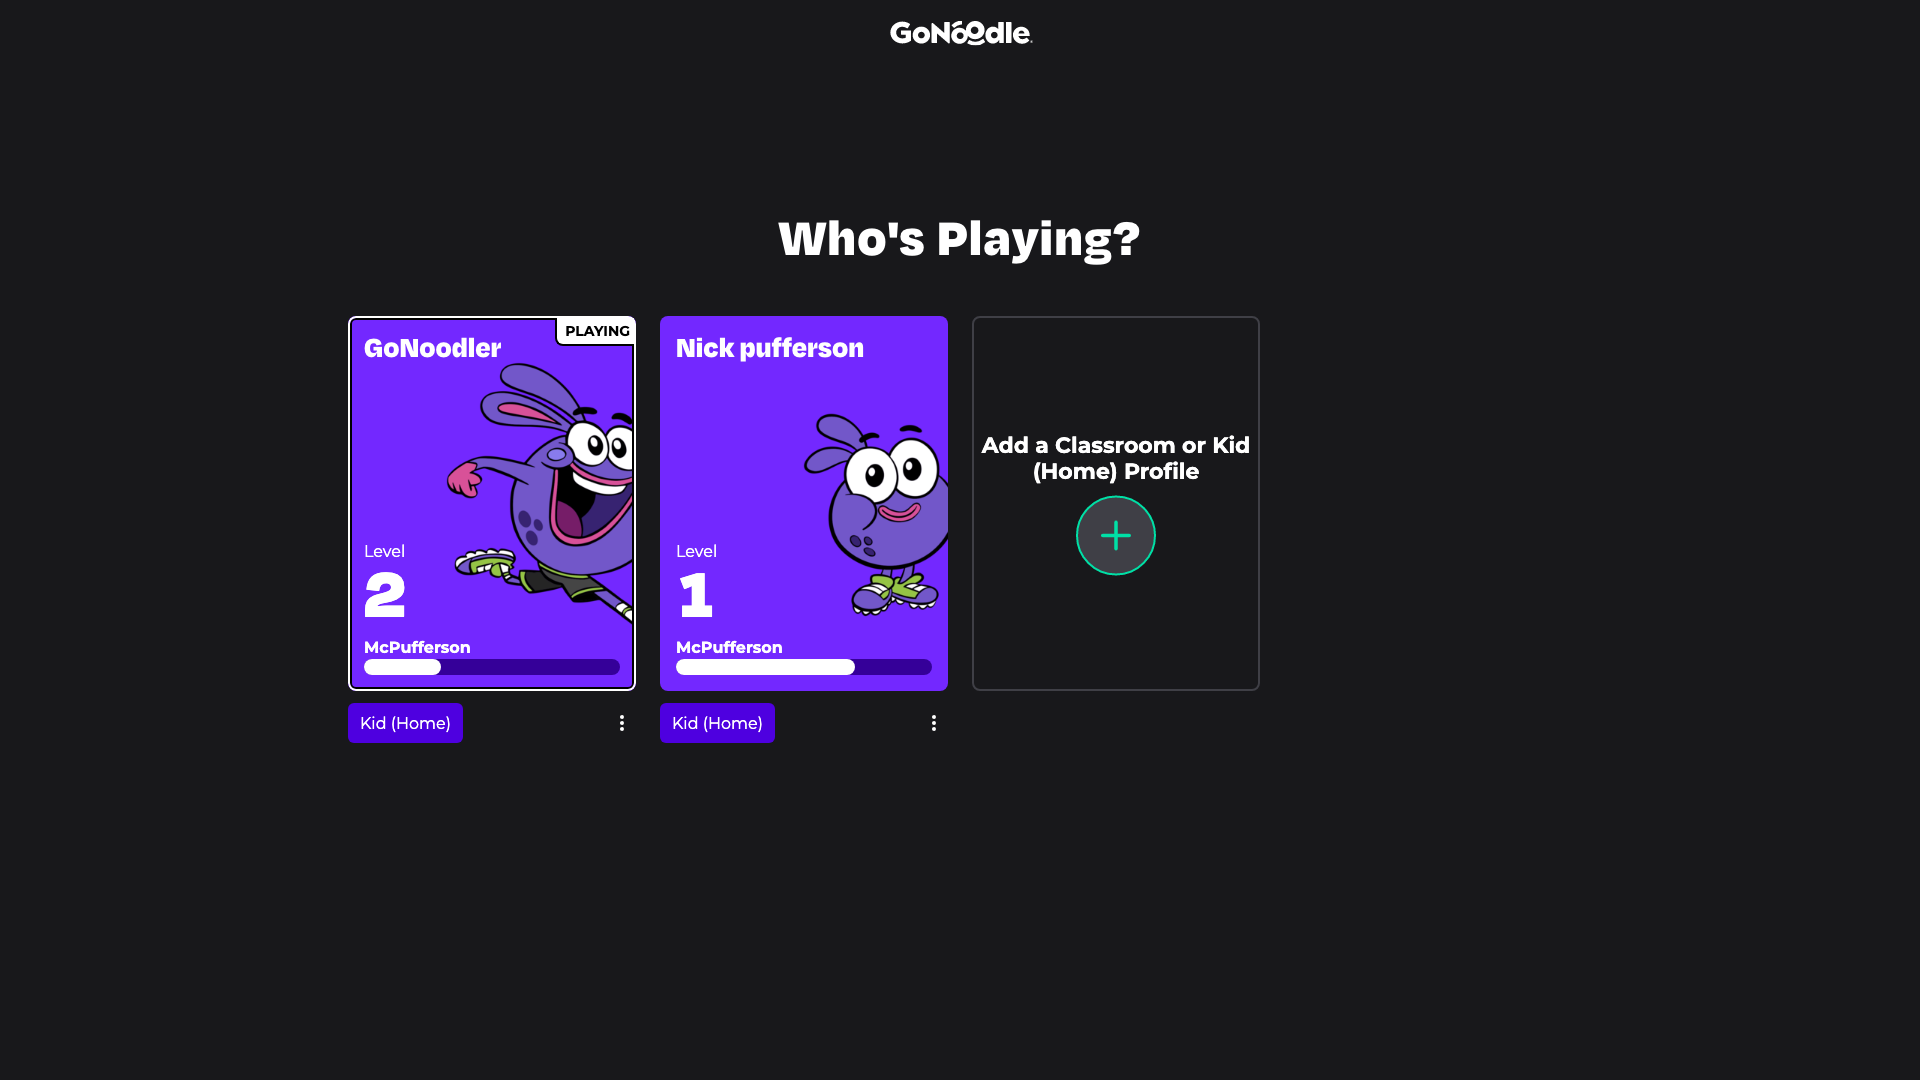 GoNoodle
Who's Playing?
PLAYING
GoNoodler
Level
2
McPufferson
Kid (Home)
Nick pufferson
Level
1
McPufferson
Kid (Home)
Add a Classroom or Kid
(Home) Profile